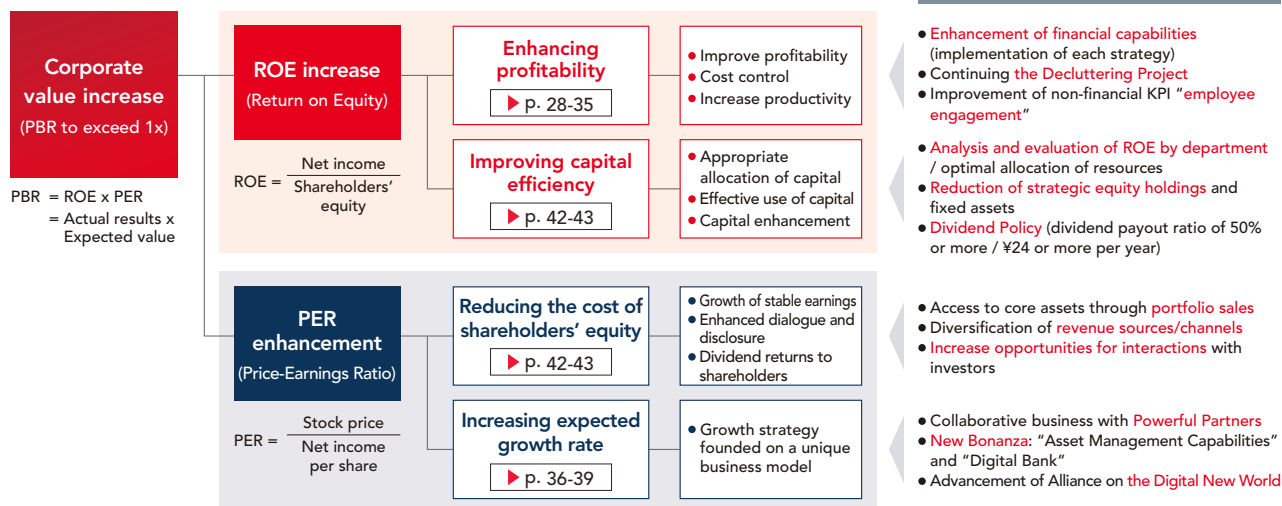 Corporate
value increase
(PBR to exceed 1x)
PBR = ROE x PER
= Actual results x
Expected value
ROE increase
(Return on Equity)
ROE = Net income
Shareholders'
equity
Enhancing
profitability
p. 28-35
● Improve profitability
● Cost control
● Increase productivity
● Enhancement of financial capabilities
(implementation of each strategy)
● Continuing the Decluttering Project
● Improvement of non-financial KPI “employee
engagement”
Improving capital
efficiency
p. 42-43
● Appropriate
allocation of capital
● Effective use of capital
● Capital enhancement
● Analysis and evaluation of ROE by department
/ optimal allocation of resources
● Reduction of strategic equity holdings and
fixed assets
● Dividend Policy (dividend payout ratio of 50%
or more / ¥24 or more per year)
PER
enhancement
(Price-Earnings Ratio)
PER = Stock price
Net income
per share
Reducing the cost of
shareholders’ equity
p. 42-43
● Growth of stable earnings
● Enhanced dialogue and
disclosure
● Dividend returns to
shareholders
● Access to core assets through portfolio sales
● Diversification of revenue sources/channels
● Increase opportunities for interactions with
investors
Increasing expected
growth rate
p. 36-39
● Growth strategy
founded on a unique
business model
● Collaborative business with Powerful Partners
● New Bonanza: “Asset Management Capabilities”
and “Digital Bank”
● Advancement of Alliance on the Digital New World